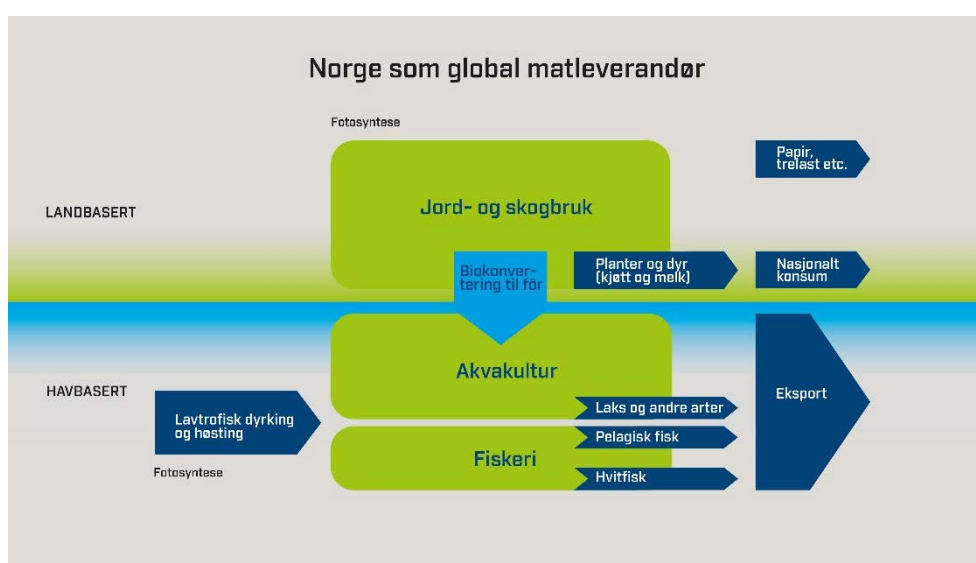 Norge som global matleverandør
Fotosyntese
Papir,
trelast etc.
LANDBASERT
Jord- og skogbruk
Biokonver-
tering til fôr
Planter og dyr
(kjøtt og melk)
Nasjonalt
konsum
Akvakultur
HAVBASERT
Eksport
Lavtrofisk dyrking
og høsting
Laks og andre arter
Pelagisk fisk
Fiskeri
Fotosyntese
Hvitfisk